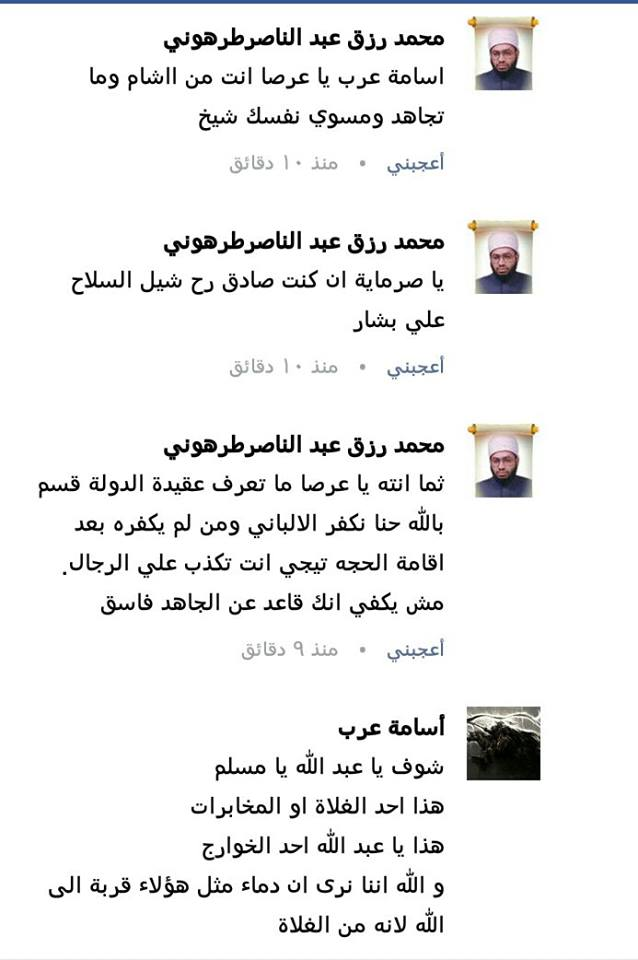 محمد رزق عبد الناصرطرهوني
اسامة عرب يا عرصا انت من ااشام وما
تجاهد ومسوي نفسك شيخ
أعجبني • منذ ١٠ دقائق
محمد رزق عبد الناصرطرهوني
يا صرماية ان كنت صادق رح شيل السلاح
علي بشار
أعجبني • منذ ١٠ دقائق
محمد رزق عبد الناصرطرهوني
ثما انته يا عرصا ما تعرف عقيدة الدولة قسم
بالله حنا نكفر الالباني ومن لم يكفره بعد
اقامة الحجه تيجي انت تكذب علي الرجال.
مش يكفي انك قاعد عن الجاهد فاسق
أعجبني • منذ ٩ دقائق
أسامة عرب
شوف يا عبد الله يا مسلم
هذا احد الغلاة او المخابرات
هذا يا عبد الله احد الخوارج
و الله اننا نرى ان دماء مثل هؤلاء قربة الى
الله لانه من الغلاة